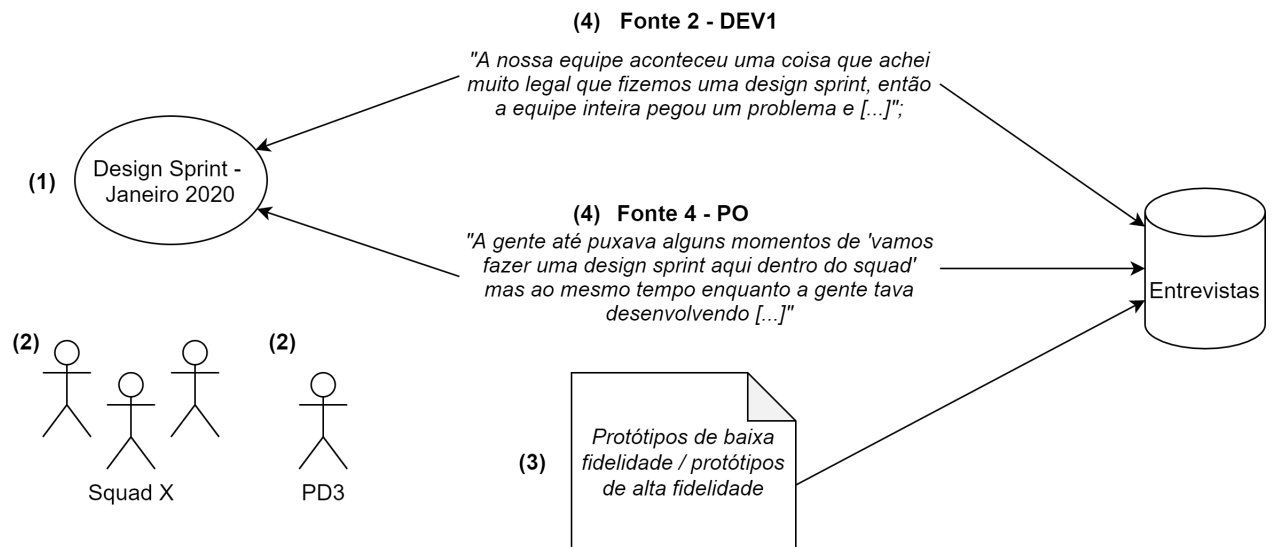 (4) Fonte 2 - DEV1
"A nossa equipe aconteceu uma coisa que achei
muito legal que fizemos uma design sprint, então
a equipe inteira pegou um problema e [...]";
(1)
Design Sprint -
Janeiro 2020
(4) Fonte 4 - PO
"A gente até puxava alguns momentos de 'vamos
fazer uma design sprint aqui dentro do squad'
mas ao mesmo tempo enquanto a gente tava
desenvolvendo [...]"
Entrevistas
(2)
Squad X
(2)
PD3
(3)
Protótipos de baixa
fidelidade / protótipos
de alta fidelidade